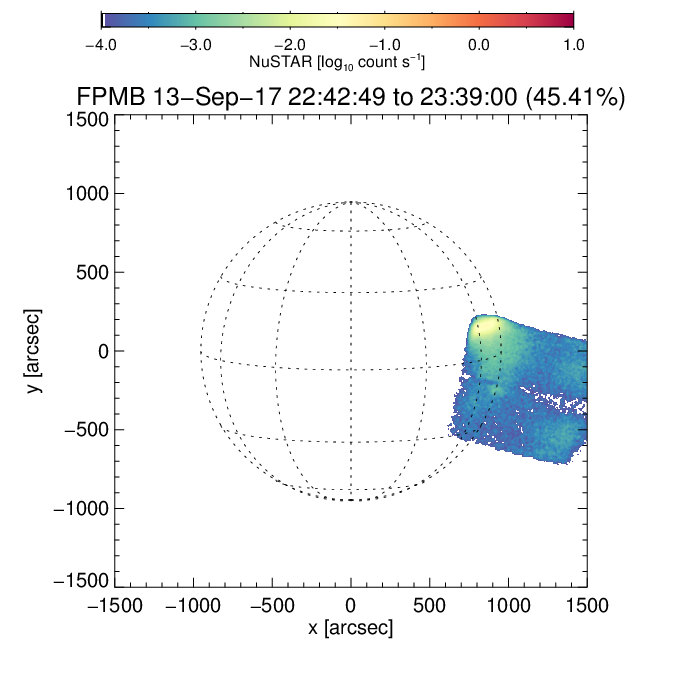 −4.0 −3.0 −2.0 −1.0 0.0 1.0
NuSTAR [log₁₀ count s⁻¹]
FPMB 13−Sep−17 22:42:49 to 23:39:00 (45.41%)
1500
1000
500
0
−500
−1000
−1500
y [arcsec]
−1500 −1000 −500 0 500 1000 1500
x [arcsec]